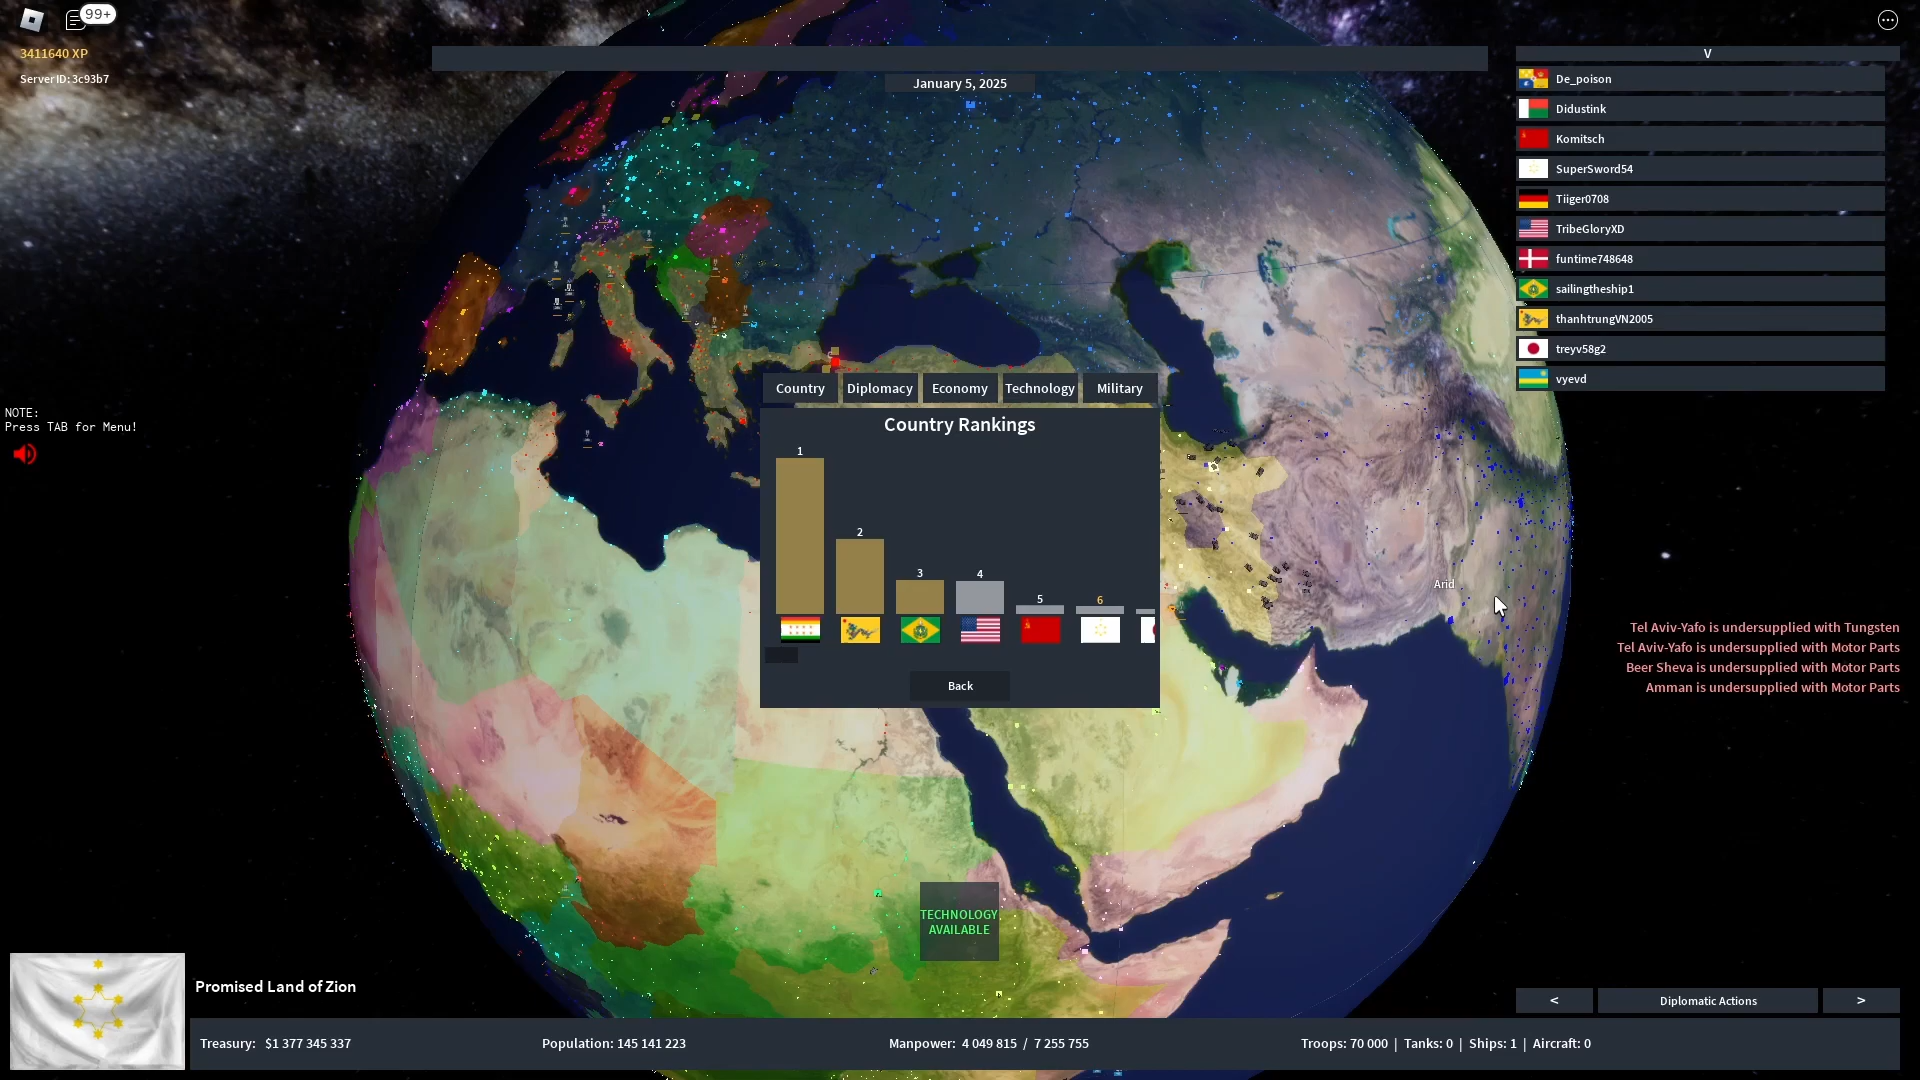 99+
3411640 XP
Server ID: 3c93b7
January 5, 2025
V
De_poison
Didustink
Komitsch
SuperSword54
Tiiger0708
TribeGloryXD
funtime748648
sailingtheship1
thanhtrungVN2005
treyv58g2
vyevd
NOTE:
Press TAB for Menu!
Country
Diplomacy
Economy
Technology
Military
Country Rankings
1
2
3
4
5
6
Back
Arid
Tel Aviv-Yafo is undersupplied with Tungsten
Tel Aviv-Yafo is undersupplied with Motor Parts
Beer Sheva is undersupplied with Motor Parts
Amman is undersupplied with Motor Parts
TECHNOLOGY
AVAILABLE
Promised Land of Zion
<
Diplomatic Actions
>
Treasury: $1 377 345 337
Population: 145 141 223
Manpower: 4 049 815 / 7 255 755
Troops: 70 000 | Tanks: 0 | Ships: 1 | Aircraft: 0